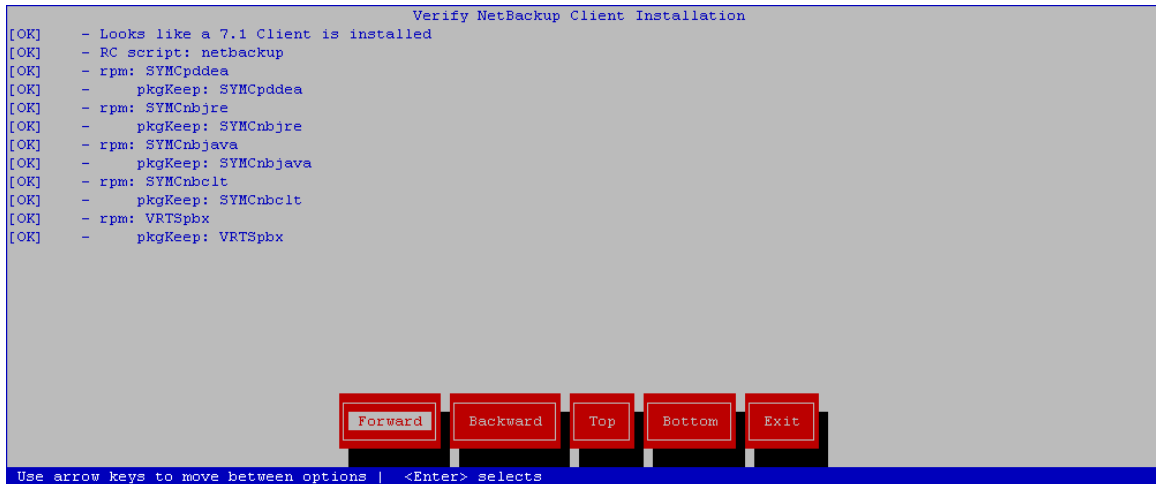 Verify NetBackup Client Installation
[OK] - Looks like a 7.1 Client is installed
[OK] - RC script: netbackup
[OK] - rpm: SYMCpddea
[OK] - pkgKeep: SYMCpddea
[OK] - rpm: SYMCnbjre
[OK] - pkgKeep: SYMCnbjre
[OK] - rpm: SYMCnbjava
[OK] - pkgKeep: SYMCnbjava
[OK] - rpm: SYMCnbclt
[OK] - pkgKeep: SYMCnbclt
[OK] - rpm: VRTSpbx
[OK] - pkgKeep: VRTSpbx
Forward Backward Top Bottom Exit
Use arrow keys to move between options | <Enter> selects